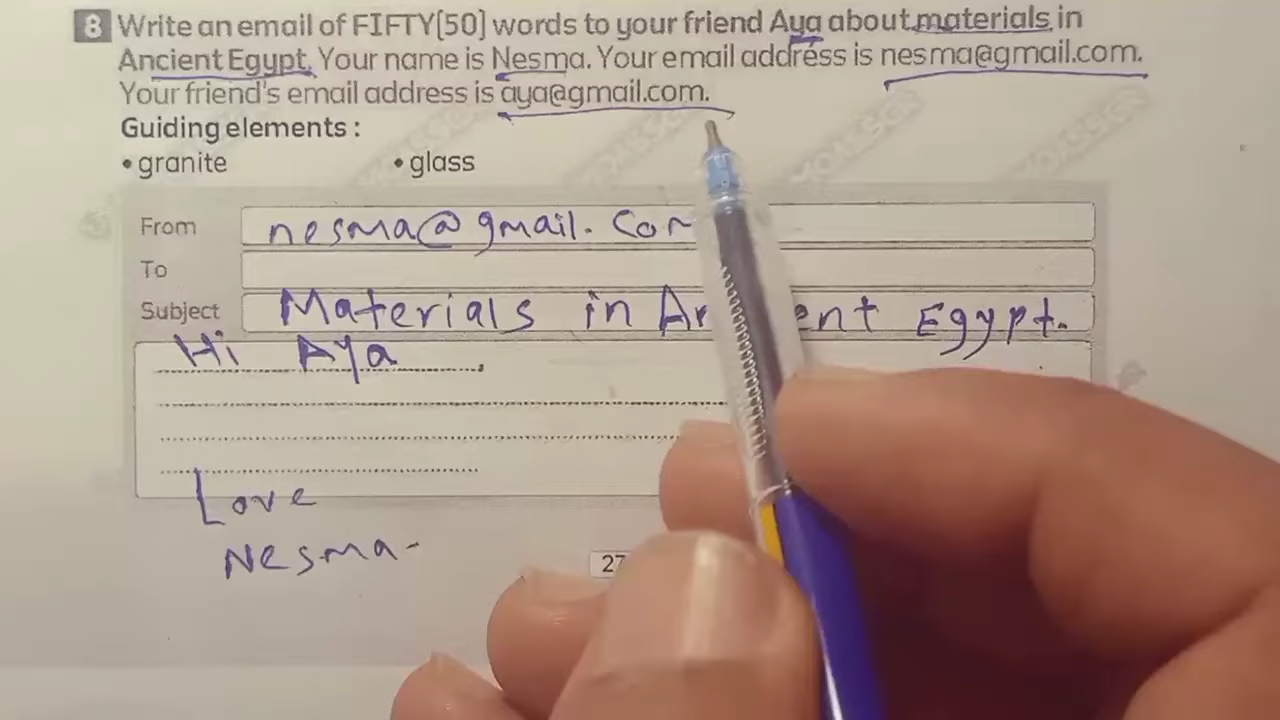 8 Write an email of FIFTY(50) words to your friend Aya about materials in
Ancient Egypt. Your name is Nesma. Your email address is nesma@gmail.com.
Your friend's email address is aya@gmail.com.
Guiding elements :
• granite • glass
From nesma@gmail.Com
To
Subject Materials in Ancient Egypt.
Hi Aya,
Love
Nesma-
27